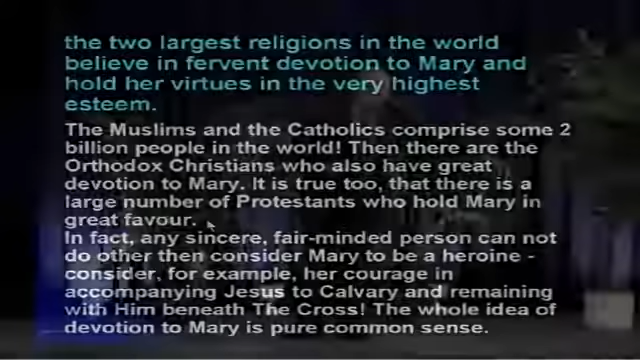 the two largest religions in the world
believe in fervent devotion to Mary and
hold her virtues in the very highest
esteem.
The Muslims and the Catholics comprise some 2
billion people in the world! Then there are the
Orthodox Christians who also have great
devotion to Mary. It is true too, that there is a
large number of Protestants who hold Mary in
great favour.
In fact, any sincere, fair-minded person can not
do other then consider Mary to be a heroine -
consider, for example, her courage in
accompanying Jesus to Calvary and remaining
with Him beneath The Cross! The whole idea of
devotion to Mary is pure common sense.